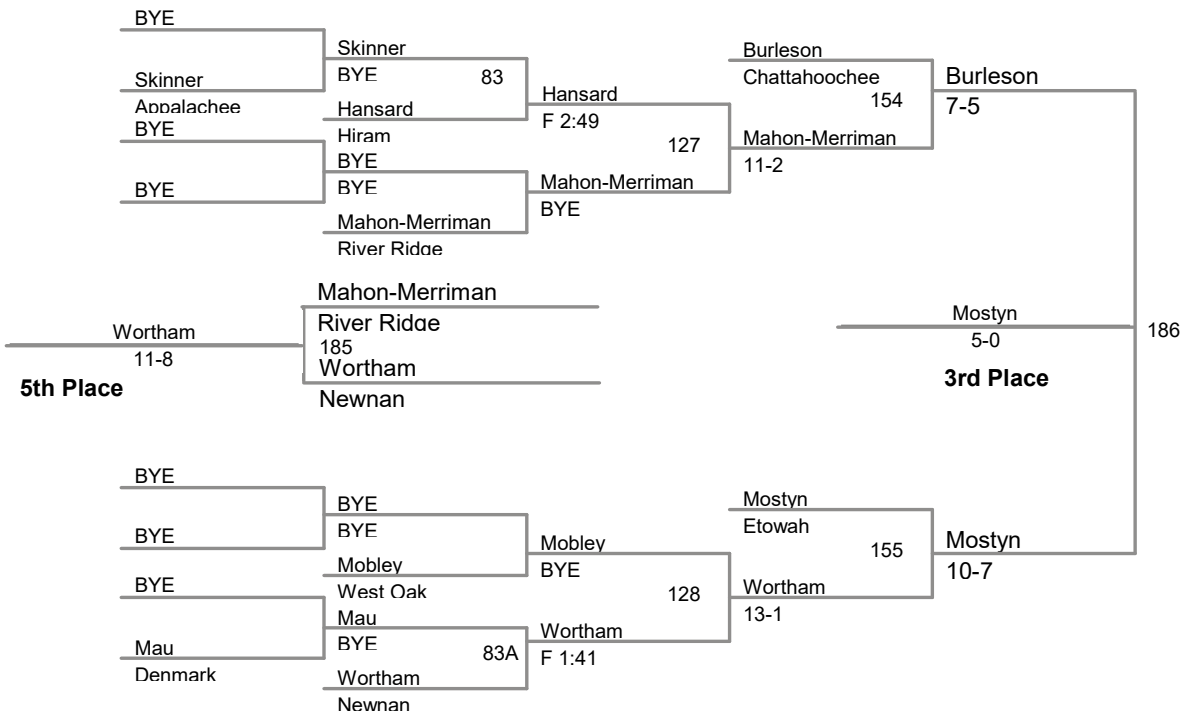 BYE
Skinner
Appalachee
BYE
BYE
Skinner
BYE
83
Hansard
Hiram
BYE
BYE
Mahon-Merriman
River Ridge
Hansard
F 2:49
127
Mahon-Merriman
BYE
Burleson
Chattahoochee
154
Mahon-Merriman
11-2
Burleson
7-5
Wortham
11-8
5th Place
Mahon-Merriman
River Ridge
185
Wortham
Newnan
Mostyn
5-0
3rd Place
186
BYE
BYE
BYE
Mau
Denmark
BYE
BYE
Mobley
West Oak
Mau
BYE
83A
Wortham
Newnan
Mobley
BYE
128
Wortham
F 1:41
Mostyn
Etowah
155
Wortham
13-1
Mostyn
10-7